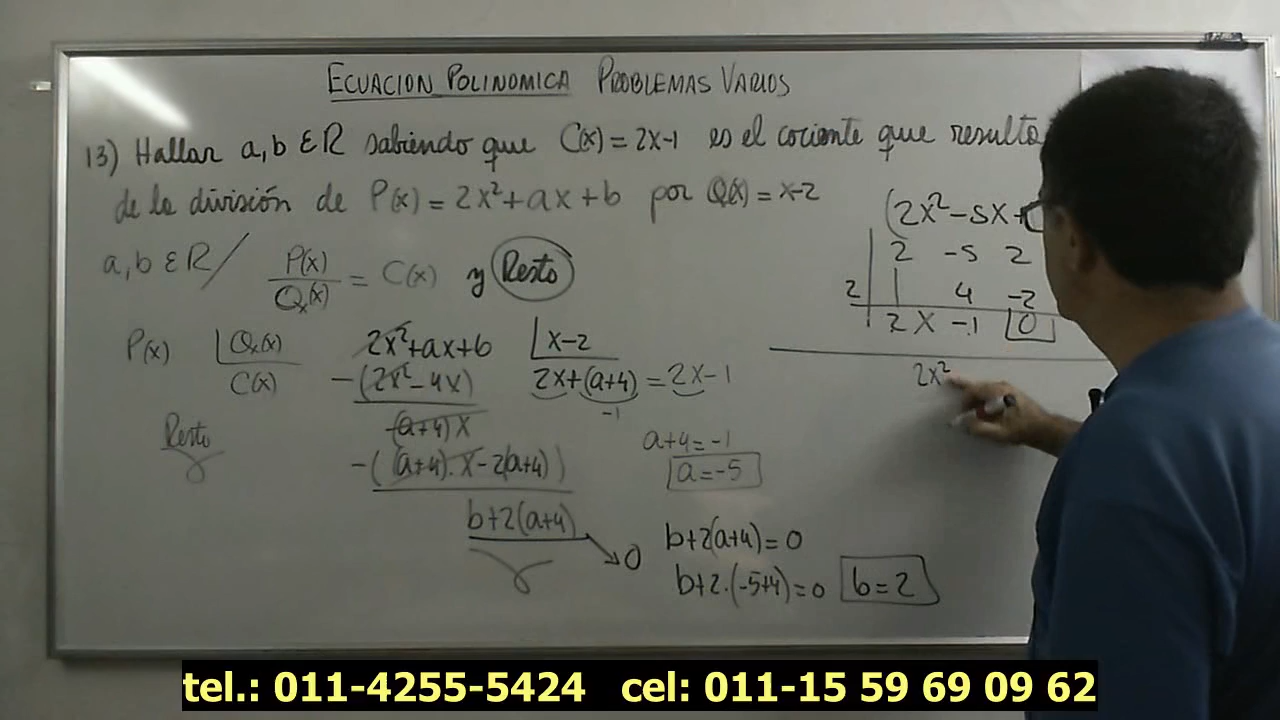 ECUACION POLINOMICA PROBLEMAS VARIOS
13) Hallar a,b ∈ R sabiendo que C(x) = 2x-1 es el cociente que resulta
de la división de P(x) = 2x²+ax+b por Q(x) = x-2
a,b ∈ R/ P(x)/Q(x) = C(x) y Resto
P(x) Q(x)
C(x)
Resto
2x²+ax+b x-2
-(2x²-4x) 2x+(a+4) = 2x-1
-1
(a+4)x
-((a+4).x-2(a+4))
b+2(a+4) 0
a+4=-1
a=-5
b+2(a+4)=0
b+2.(-5+4)=0 b=2
(2x²-5x+
2 -5 2
2 4 -2
2x -1 0
2x²
tel.: 011-4255-5424 cel: 011-15 59 69 09 62